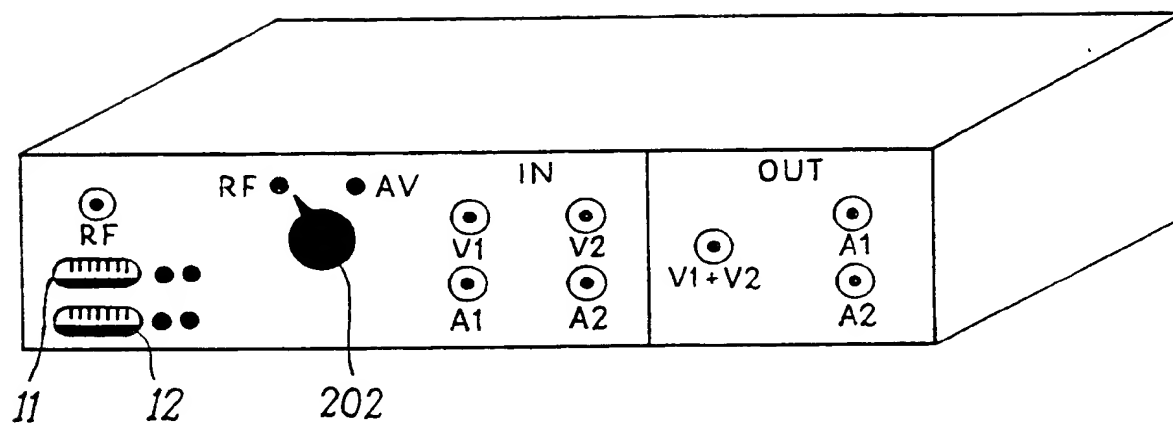 IN OUT
RF AV
RF V1 V2 V1+V2 A1
A1 A2 A2
11 12 202